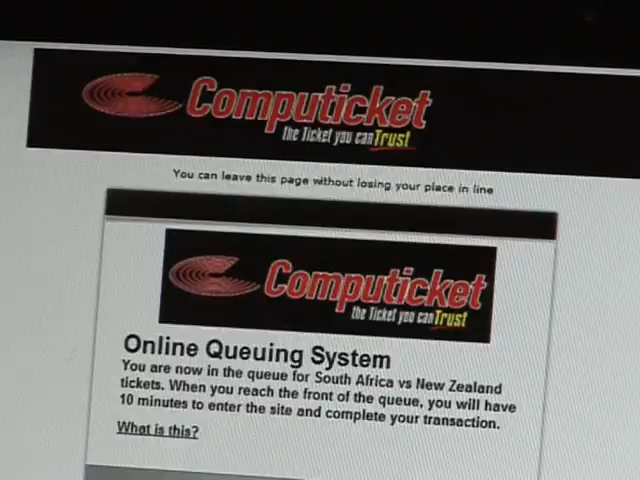 Computicket
the Ticket you can Trust
You can leave this page without losing your place in line
Computicket
the Ticket you can Trust
Online Queuing System
You are now in the queue for South Africa vs New Zealand
tickets. When you reach the front of the queue, you will have
10 minutes to enter the site and complete your transaction.
What is this?